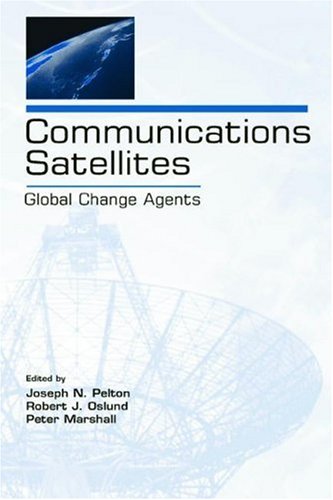 Communications
Satellites
Global Change Agents
Edited by
Joseph N. Pelton
Robert J. Oslund
Peter Marshall